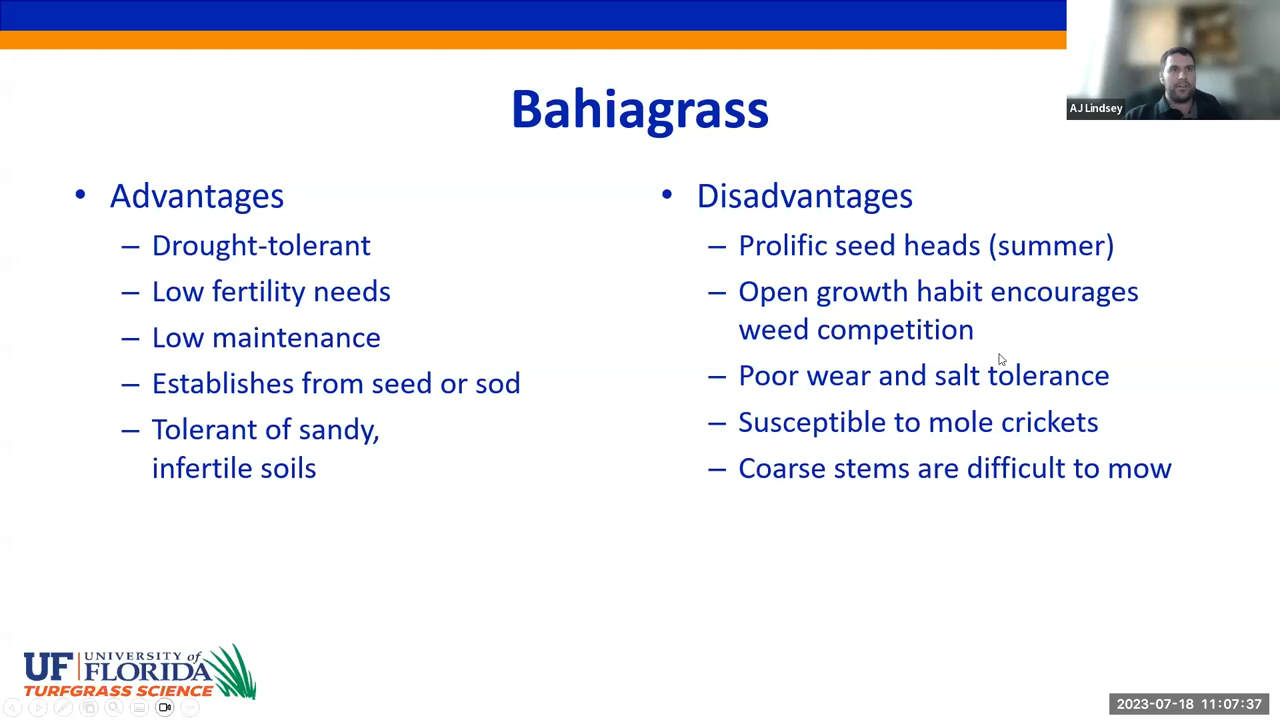 AJ Lindsey
Bahiagrass
• Advantages
– Drought-tolerant
– Low fertility needs
– Low maintenance
– Establishes from seed or sod
– Tolerant of sandy,
infertile soils
• Disadvantages
– Prolific seed heads (summer)
– Open growth habit encourages
weed competition
– Poor wear and salt tolerance
– Susceptible to mole crickets
– Coarse stems are difficult to mow
UF UNIVERSITY of
FLORIDA
TURFGRASS SCIENCE
2023-07-18 11:07:37